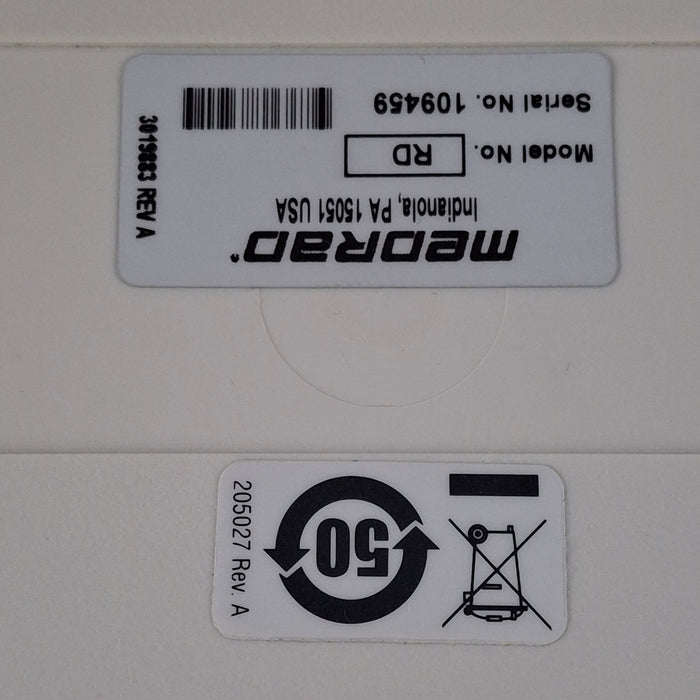 MEDRAD®
Indianola, PA 15051 USA
Model No. RD
Serial No. 109459
3019883 REV A
50
205027 Rev. A